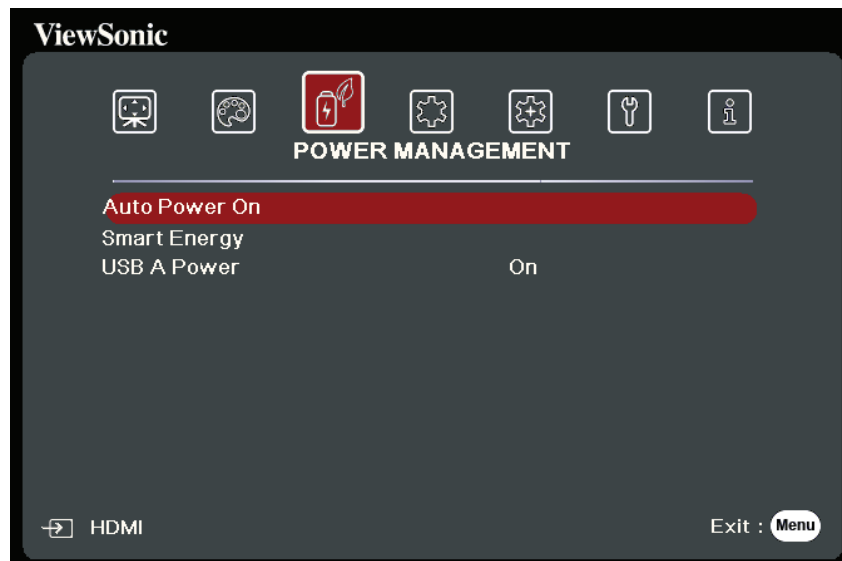 ViewSonic
POWER MANAGEMENT
Auto Power On
Smart Energy
USB A Power On
HDMI
Exit : Menu